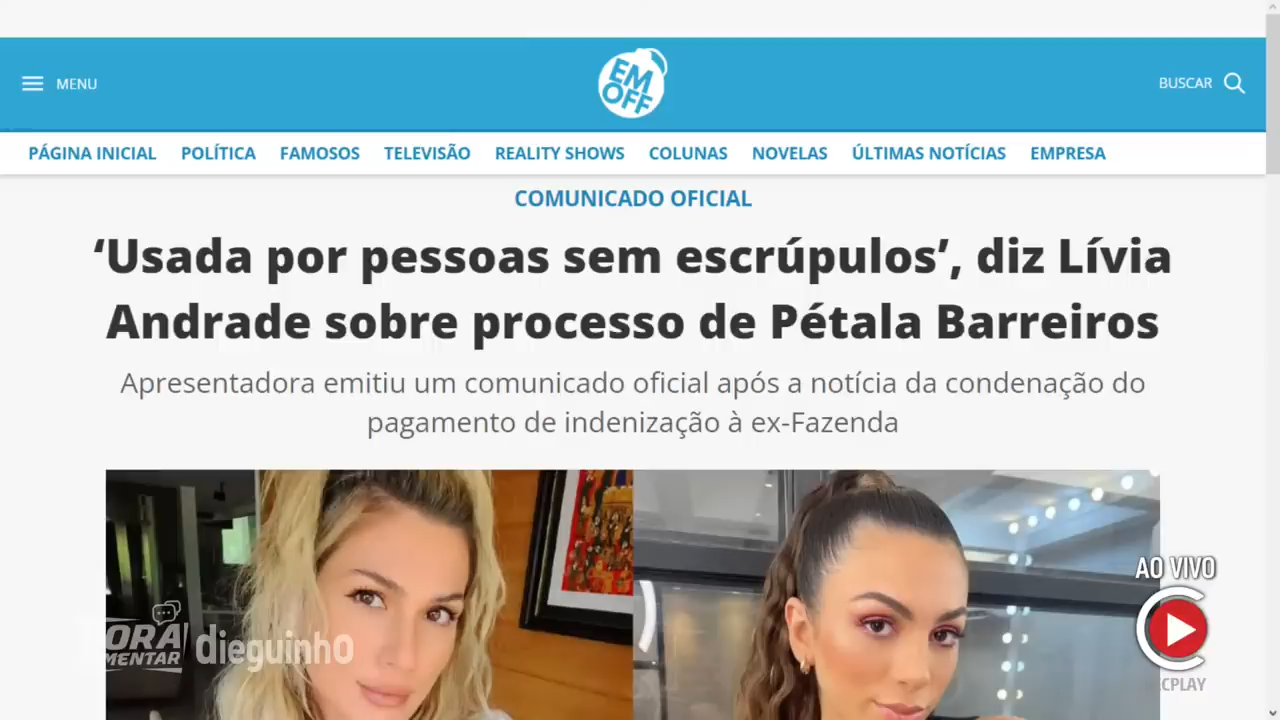 MENU
EM
OFF
BUSCAR
PÁGINA INICIAL POLÍTICA FAMOSOS TELEVISÃO REALITY SHOWS COLUNAS NOVELAS ÚLTIMAS NOTÍCIAS EMPRESA
COMUNICADO OFICIAL
‘Usada por pessoas sem escrúpulos’, diz Lívia
Andrade sobre processo de Pétala Barreiros
Apresentadora emitiu um comunicado oficial após a notícia da condenação do
pagamento de indenização à ex-Fazenda
AO VIVO
dieguinho